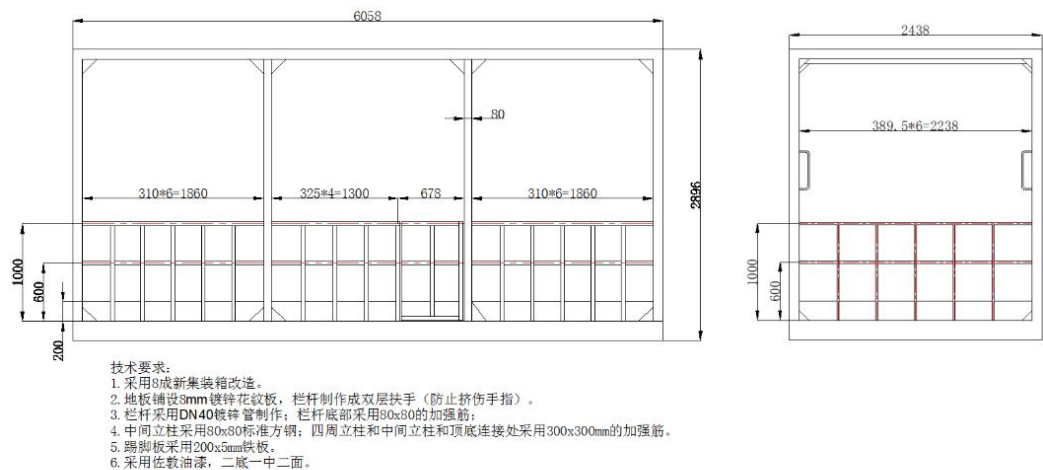 6058
2438
80
389.5*6=2238
310*6=1860
325*4=1300
678
310*6=1860
2896
1000
600
200
1000
600
技术要求:
1. 采用8成新集装箱改造。
2. 地板铺设8mm镀锌花纹板，栏杆制作成双层扶手（防止挤伤手指）。
3. 栏杆采用DN40镀锌管制作；栏杆底部采用80x80的加强筋;
4. 中间立柱采用80x80标准方钢；四周立柱和中间立柱和顶底连接处采用300x300mm的加强筋。
5. 踢脚板采用200x5mm铁板。
6. 采用佐敦油漆，二底一中二面。